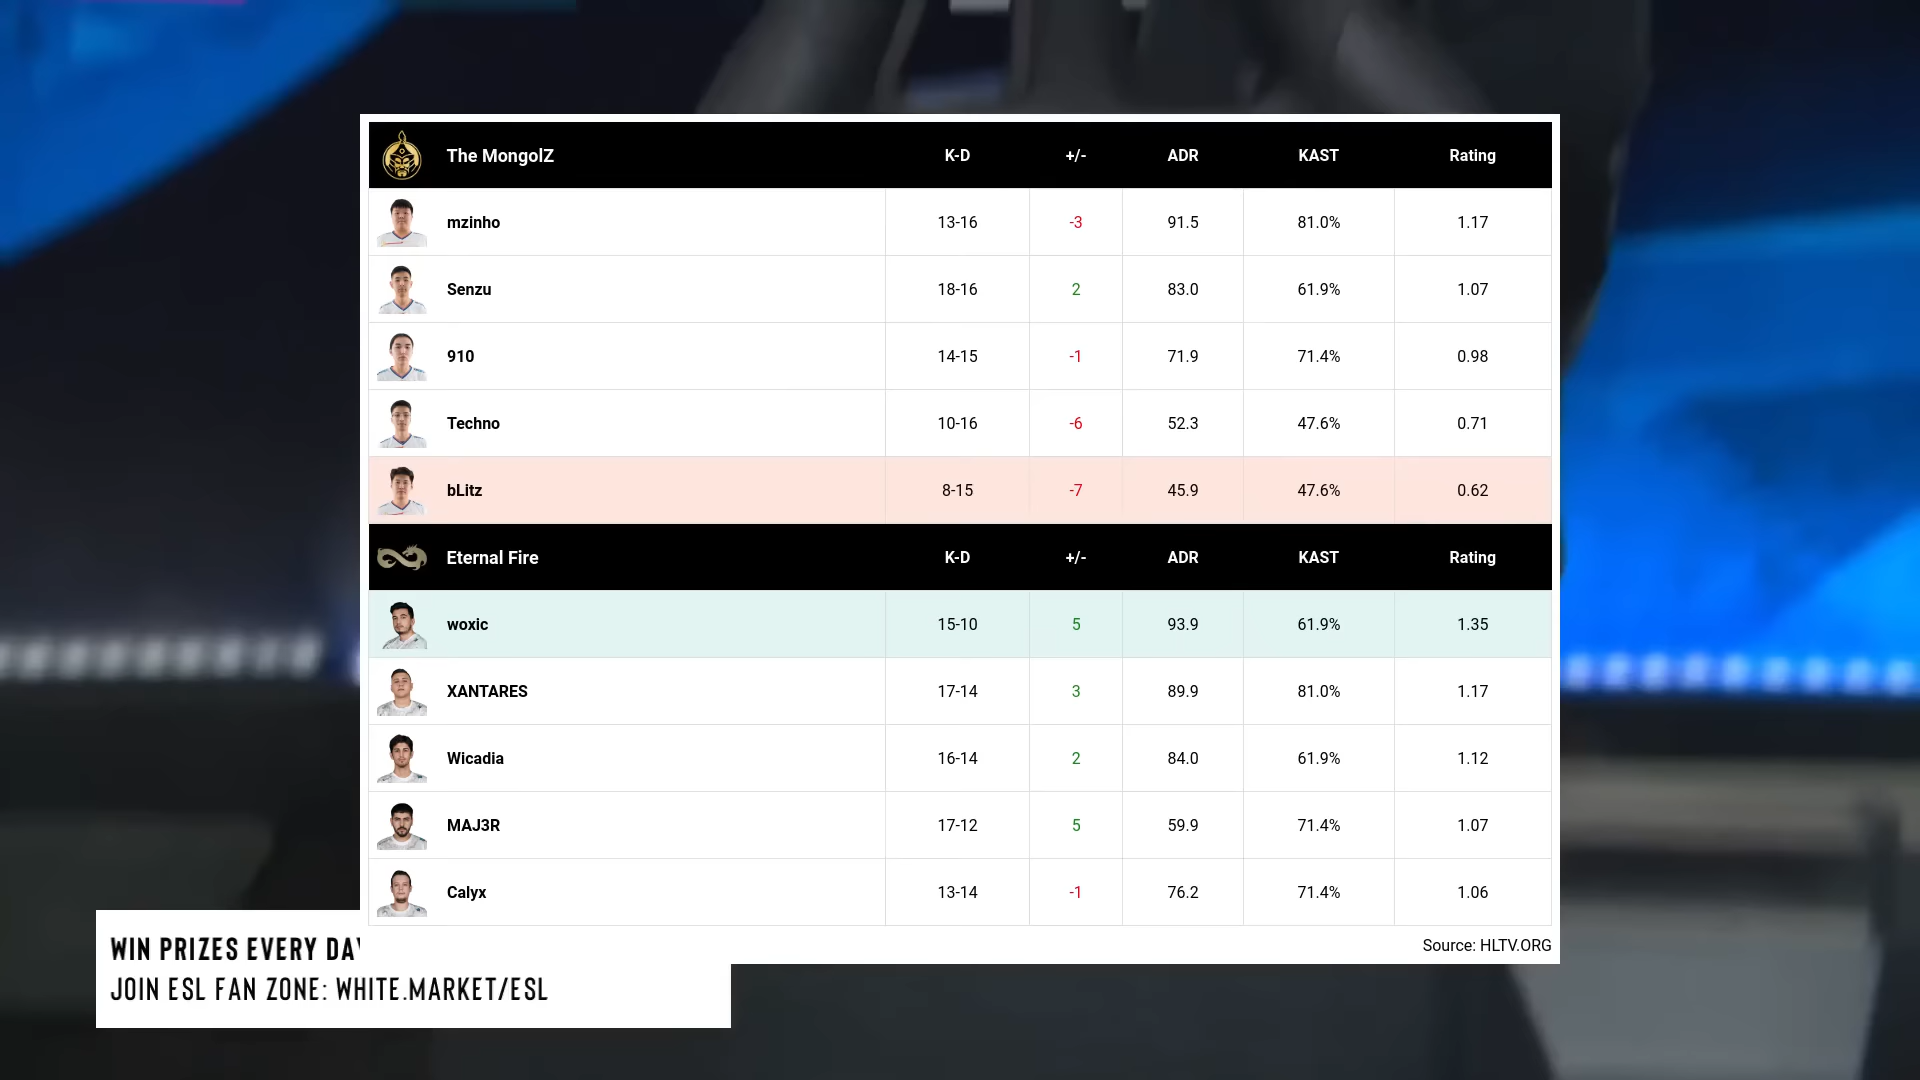 The MongolZ K-D +/- ADR KAST Rating
mzinho 13-16 -3 91.5 81.0% 1.17
Senzu 18-16 2 83.0 61.9% 1.07
910 14-15 -1 71.9 71.4% 0.98
Techno 10-16 -6 52.3 47.6% 0.71
bLitz 8-15 -7 45.9 47.6% 0.62
Eternal Fire K-D +/- ADR KAST Rating
woxic 15-10 5 93.9 61.9% 1.35
XANTARES 17-14 3 89.9 81.0% 1.17
Wicadia 16-14 2 84.0 61.9% 1.12
MAJ3R 17-12 5 59.9 71.4% 1.07
Calyx 13-14 -1 76.2 71.4% 1.06
Source: HLTV.ORG
WIN PRIZES EVERY DAY
JOIN ESL FAN ZONE: WHITE.MARKET/ESL